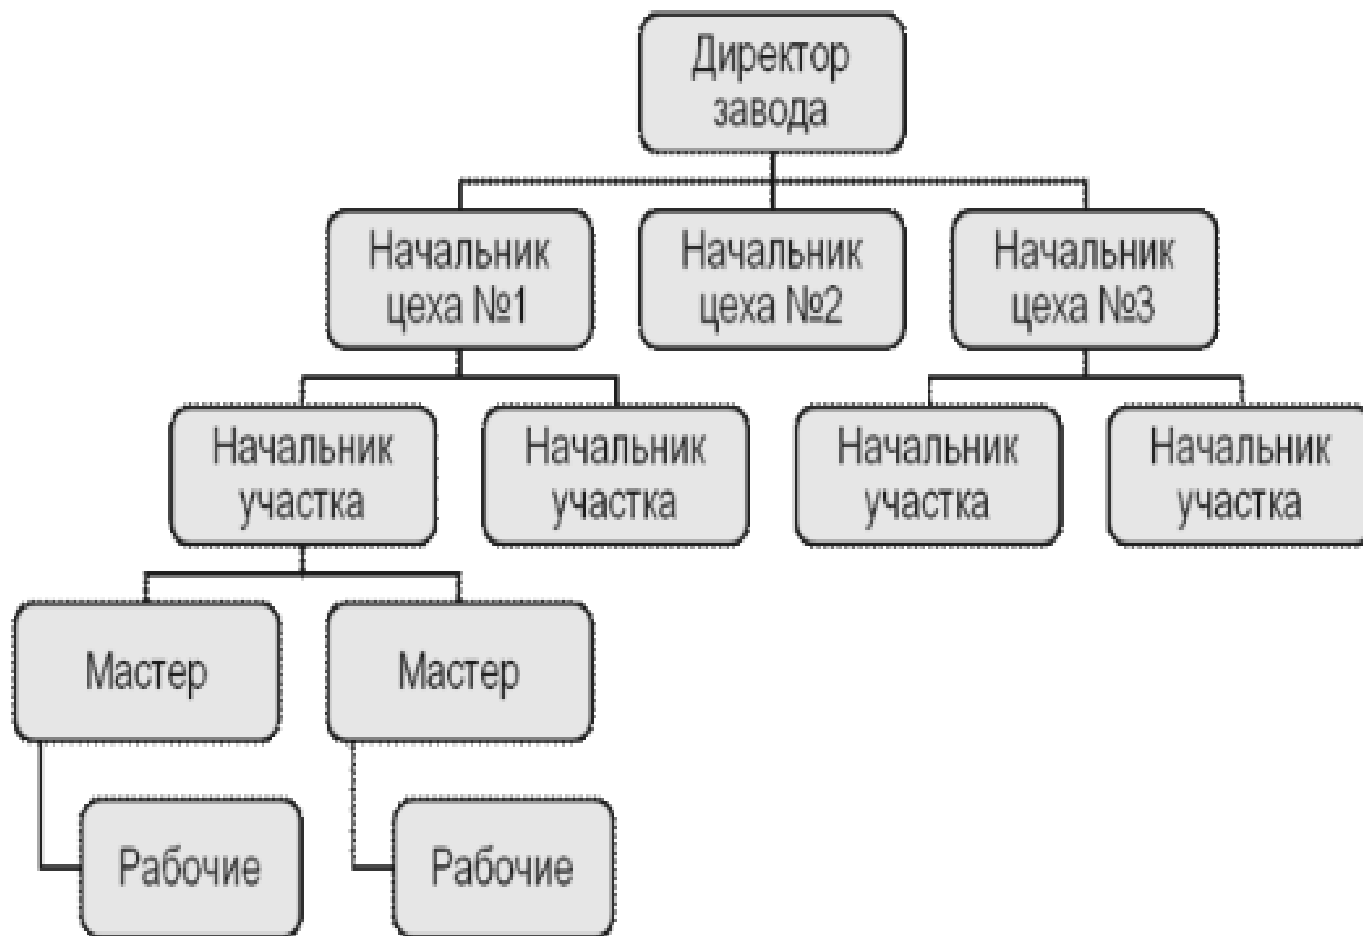 Директор
завода
Начальник
цеха №1
Начальник
цеха №2
Начальник
цеха №3
Начальник
участка
Начальник
участка
Начальник
участка
Начальник
участка
Мастер
Мастер
Рабочие
Рабочие